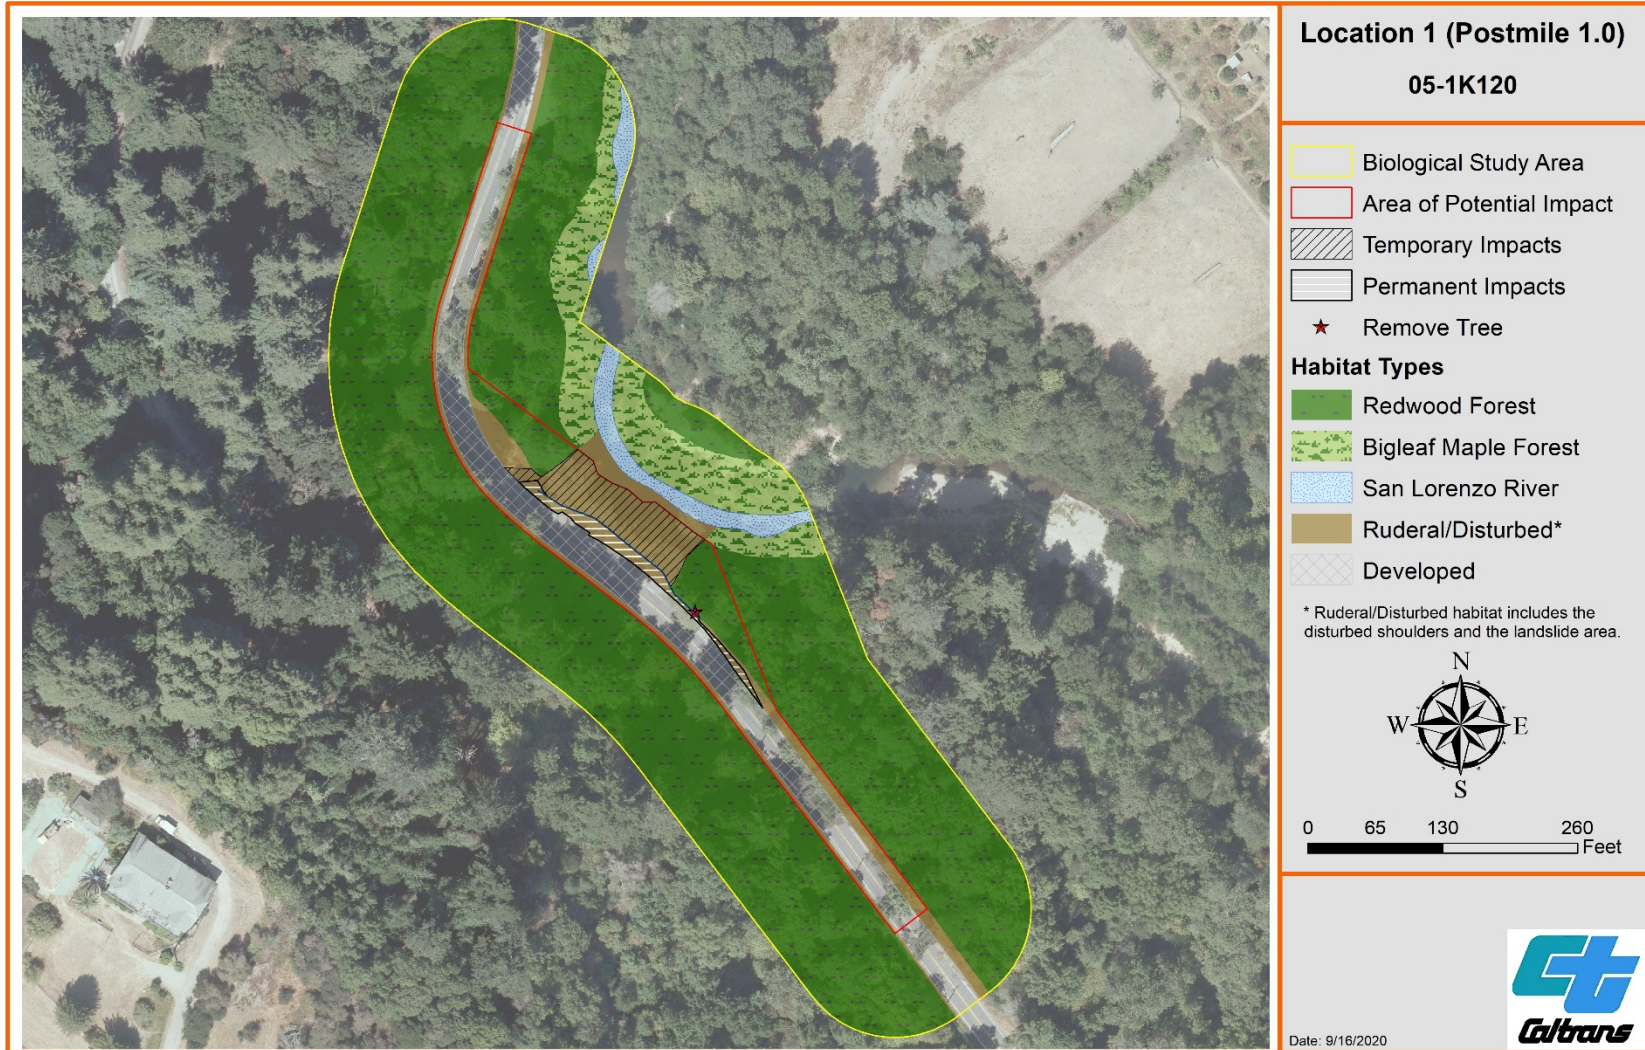 Location 1 (Postmile 1.0)
05-1K120
Biological Study Area
Area of Potential Impact
Temporary Impacts
Permanent Impacts
Remove Tree
Habitat Types
Redwood Forest
Bigleaf Maple Forest
San Lorenzo River
Ruderal/Disturbed*
Developed
* Ruderal/Disturbed habitat includes the
disturbed shoulders and the landslide area.
N
W E
S
0 65 130 260
Feet
Date: 9/16/2020
Ct
Caltrans